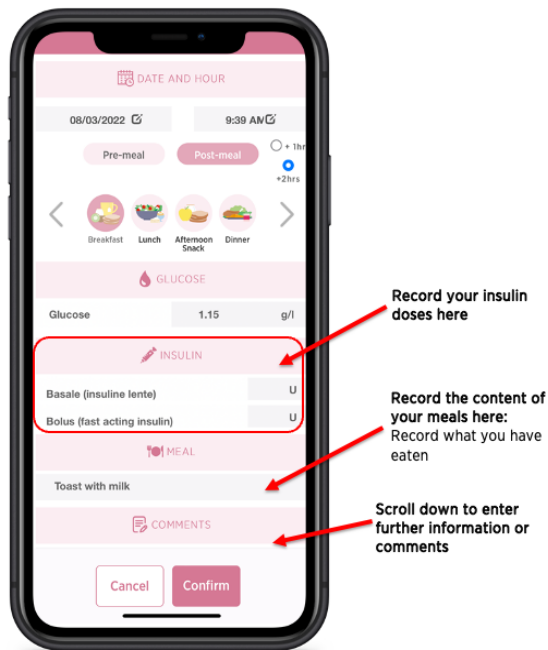 DATE AND HOUR
08/03/2022
9:39 AM
Pre-meal
Post-meal
+ 1hr
+2hrs
Breakfast
Lunch
Afternoon
Snack
Dinner
GLUCOSE
Glucose
1.15
g/l
Record your insulin
doses here
INSULIN
Basale (insuline lente)
U
Bolus (fast acting insulin)
U
Record the content of
your meals here:
Record what you have
eaten
MEAL
Toast with milk
Scroll down to enter
further information or
comments
COMMENTS
Cancel
Confirm